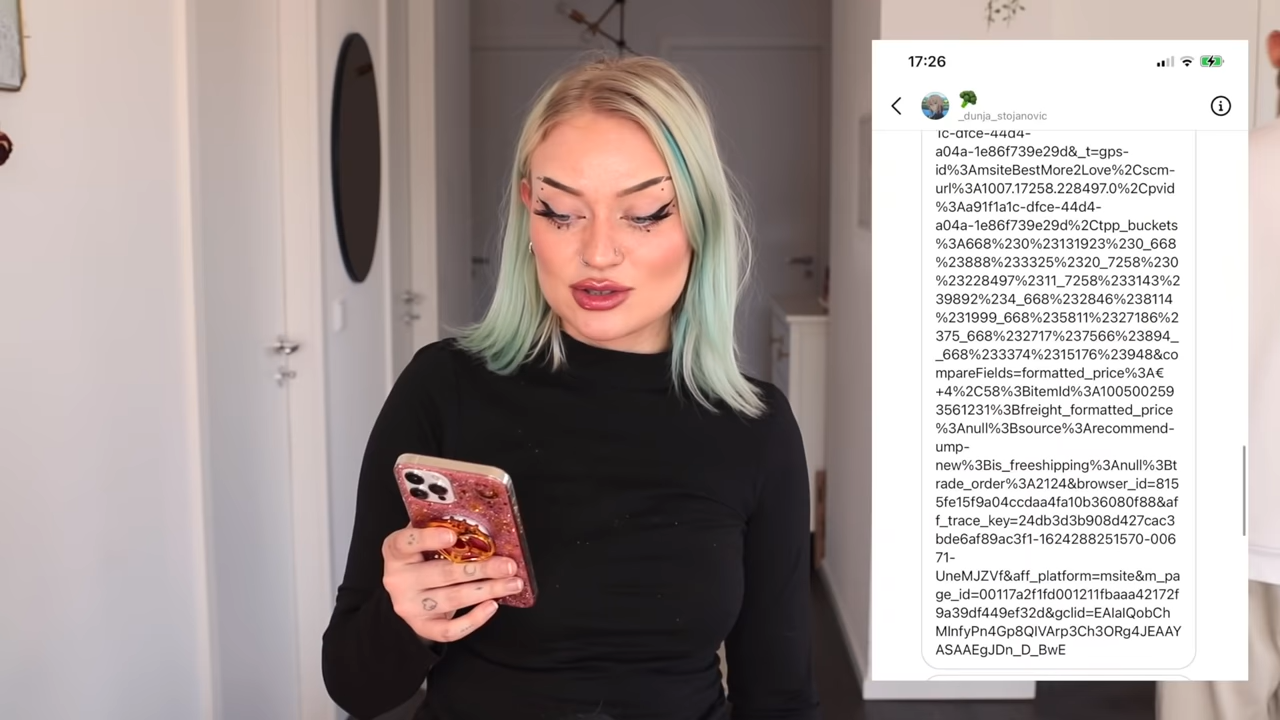 17:26
🥦
_dunja_stojanovic
1c-dfce-44d4-
a04a-1e86f739e29d&_t=gps-
id%3AmsiteBestMore2Love%2Cscm-
url%3A1007.17258.228497.0%2Cpvid
%3Aa91f1a1c-dfce-44d4-
a04a-1e86f739e29d%2Ctpp_buckets
%3A668%230%23131923%230_668
%23888%233325%2320_7258%230
%23228497%2311_7258%233143%2
39892%234_668%232846%238114
%231999_668%235811%2327186%2
375_668%232717%237566%23894_
_668%233374%2315176%23948&co
mpareFields=formatted_price%3A€
+4%2C58%3BitemId%3A100500259
3561231%3Bfreight_formatted_price
%3Anull%3Bsource%3Arecommend-
ump-
new%3Bis_freeshipping%3Anull%3Bt
rade_order%3A2124&browser_id=815
5fe15f9a04ccdaa4fa10b36080f88&af
f_trace_key=24db3d3b908d427cac3
bde6af89ac3f1-1624288251570-006
71-
UneMJZVf&aff_platform=msite&m_pa
ge_id=00117a2f1fd001211fbaaa42172f
9a39df449ef32d&gclid=EAIaIQobCh
MInfyPn4Gp8QIVArp3Ch3ORg4JEAAY
ASAAEgJDn_D_BwE